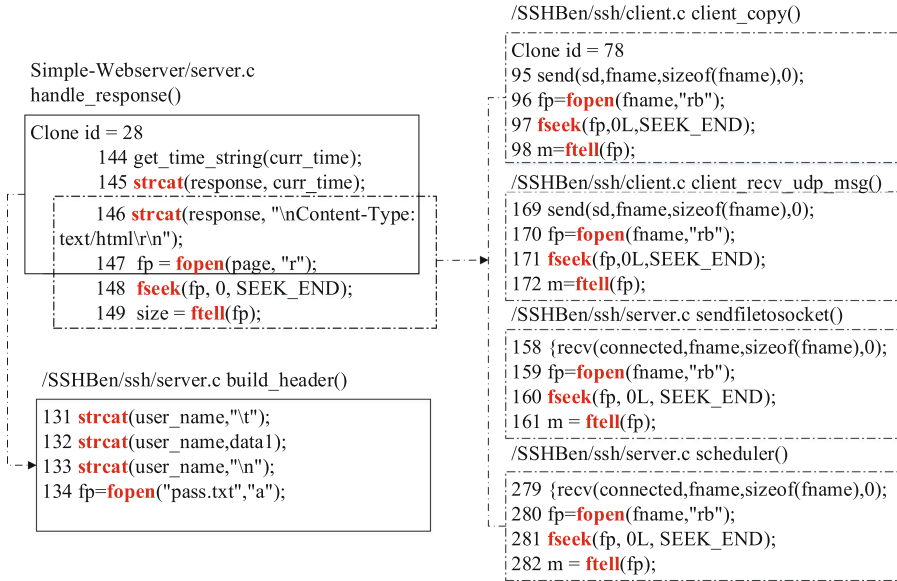 Simple-Webserver/server.c
handle_response()
Clone id = 28
144 get_time_string(curr_time);
145 strcat(response, curr_time);
146 strcat(response, "\nContent-Type:
text/html\r\n");
147 fp = fopen(page, "r");
148 fseek(fp, 0, SEEK_END);
149 size = ftell(fp);
/SSHBen/ssh/server.c build_header()
131 strcat(user_name,"\t");
132 strcat(user_name,data1);
133 strcat(user_name,"\n");
134 fp=fopen("pass.txt","a");
/SSHBen/ssh/client.c client_copy()
Clone id = 78
95 send(sd,fname,sizeof(fname),0);
96 fp=fopen(fname,"rb");
97 fseek(fp,0L,SEEK_END);
98 m=ftell(fp);
/SSHBen/ssh/client.c client_recv_udp_msg()
169 send(sd,fname,sizeof(fname),0);
170 fp=fopen(fname,"rb");
171 fseek(fp,0L,SEEK_END);
172 m=ftell(fp);
/SSHBen/ssh/server.c sendfiletosocket()
158 {recv(connected,fname,sizeof(fname),0);
159 fp=fopen(fname,"rb");
160 fseek(fp, 0L, SEEK_END);
161 m = ftell(fp);
/SSHBen/ssh/server.c scheduler()
279 {recv(connected,fname,sizeof(fname),0);
280 fp=fopen(fname,"rb");
281 fseek(fp, 0L, SEEK_END);
282 m = ftell(fp);